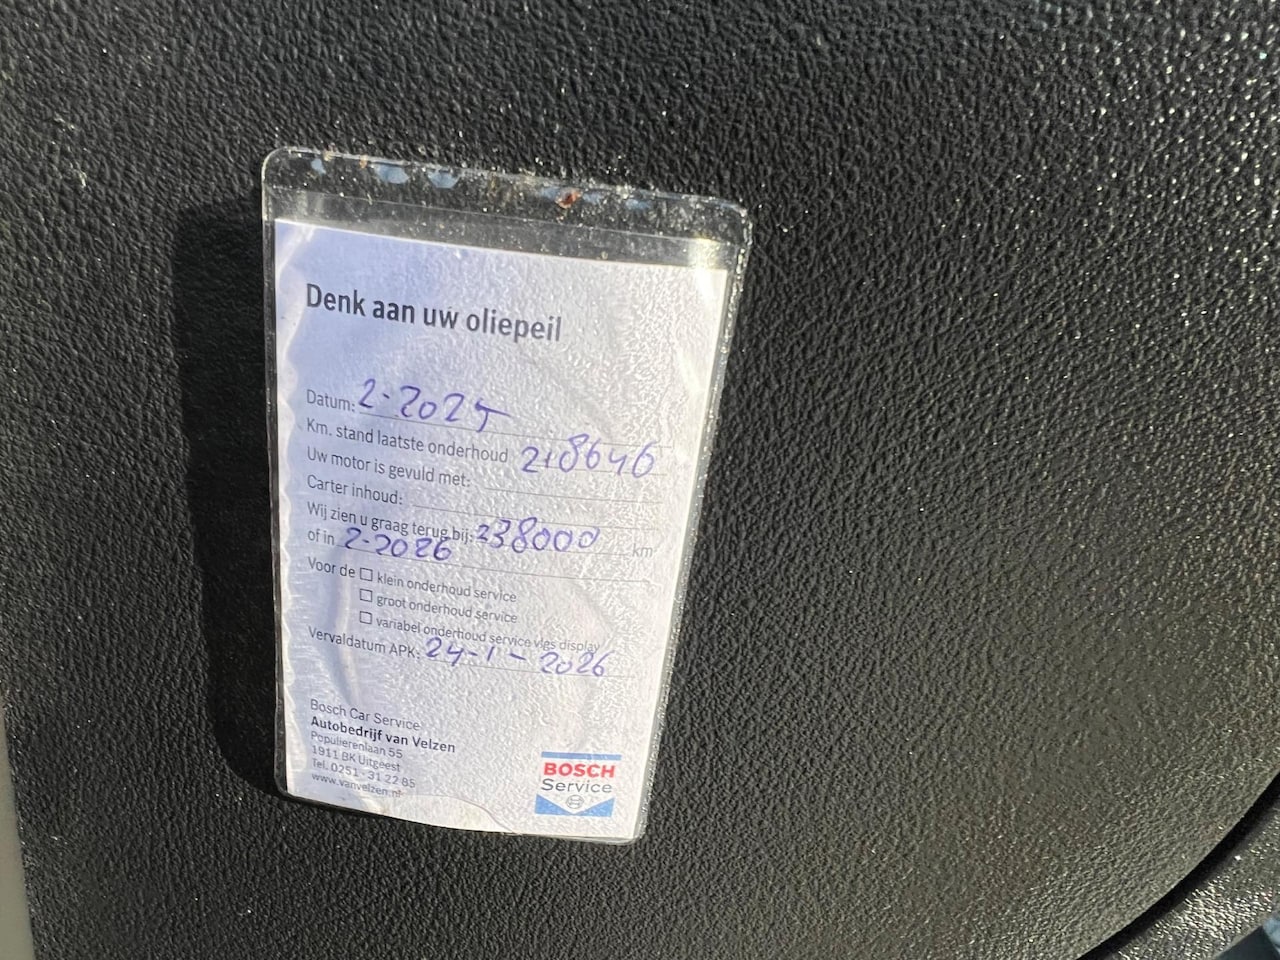 Denk aan uw oliepeil
Datum: 2-2025
Km. stand laatste onderhoud 218646
Uw motor is gevuld met:
Carter inhoud:
Wij zien u graag terug bij: 238000 km
of in 2-2026
Voor de ☐ klein onderhoud service
☐ groot onderhoud service
☐ variabel onderhoud service vlgs display
Vervaldatum APK: 24-1-2026
Bosch Car Service
Autobedrijf van Velzen
Populierenlaan 55
1911 BK Uitgeest
Tel. 0251 - 31 22 85
www.vanvelzen.nl
BOSCH
Service